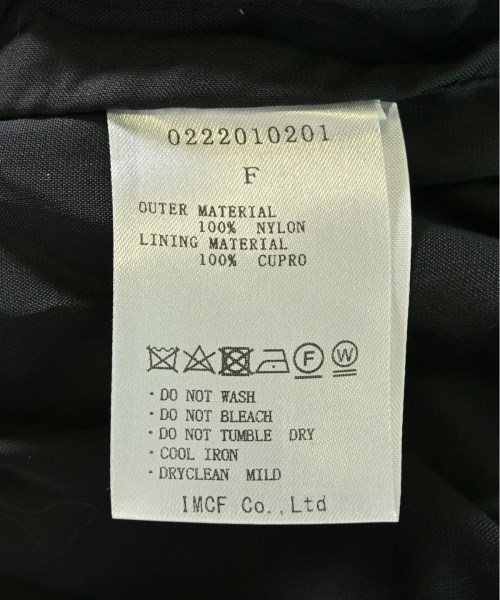 0222010201
F
OUTER MATERIAL
100% NYLON
LINING MATERIAL
100% CUPRO
F W
・DO NOT WASH
・DO NOT BLEACH
・DO NOT TUMBLE DRY
・COOL IRON
・DRYCLEAN MILD
IMCF Co.,Ltd